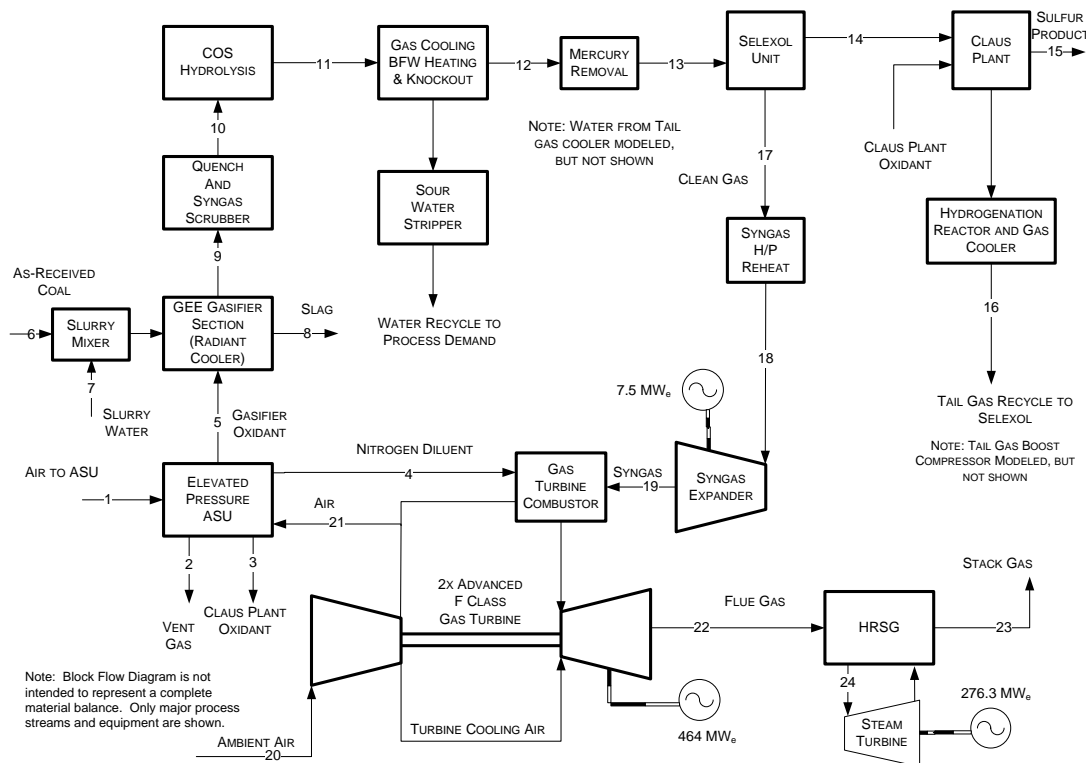 COS
HYDROLYSIS
11
GAS COOLING
BFW HEATING
& KNOCKOUT
12
MERCURY
REMOVAL
13
SELEXOL
UNIT
14
CLAUS
PLANT
SULFUR
PRODUCT
15
10
NOTE: WATER FROM TAIL
GAS COOLER MODELED,
BUT NOT SHOWN
17
CLEAN GAS
CLAUS PLANT
OXIDANT
QUENCH
AND
SYNGAS
SCRUBBER
SOUR
WATER
STRIPPER
SYNGAS
H/P
REHEAT
HYDROGENATION
REACTOR AND GAS
COOLER
9
AS-RECEIVED
COAL
6
SLURRY
MIXER
GEE GASIFIER
SECTION
(RADIANT
COOLER)
SLAG
8
WATER RECYCLE TO
PROCESS DEMAND
16
18
7
SLURRY
WATER
5
GASIFIER
OXIDANT
7.5 MWe
TAIL GAS RECYCLE TO
SELEXOL
NOTE: TAIL GAS BOOST
COMPRESSOR MODELED, BUT
NOT SHOWN
AIR TO ASU
1
ELEVATED
PRESSURE
ASU
NITROGEN DILUENT
4
AIR
21
GAS
TURBINE
COMBUSTOR
SYNGAS
19
SYNGAS
EXPANDER
2
3
VENT
GAS
CLAUS PLANT
OXIDANT
2X ADVANCED
F CLASS
GAS TURBINE
FLUE GAS
22
HRSG
STACK GAS
23
24
Note: Block Flow Diagram is not
intended to represent a complete
material balance. Only major process
streams and equipment are shown.
AMBIENT AIR
20
TURBINE COOLING AIR
464 MWe
STEAM
TURBINE
276.3 MWe